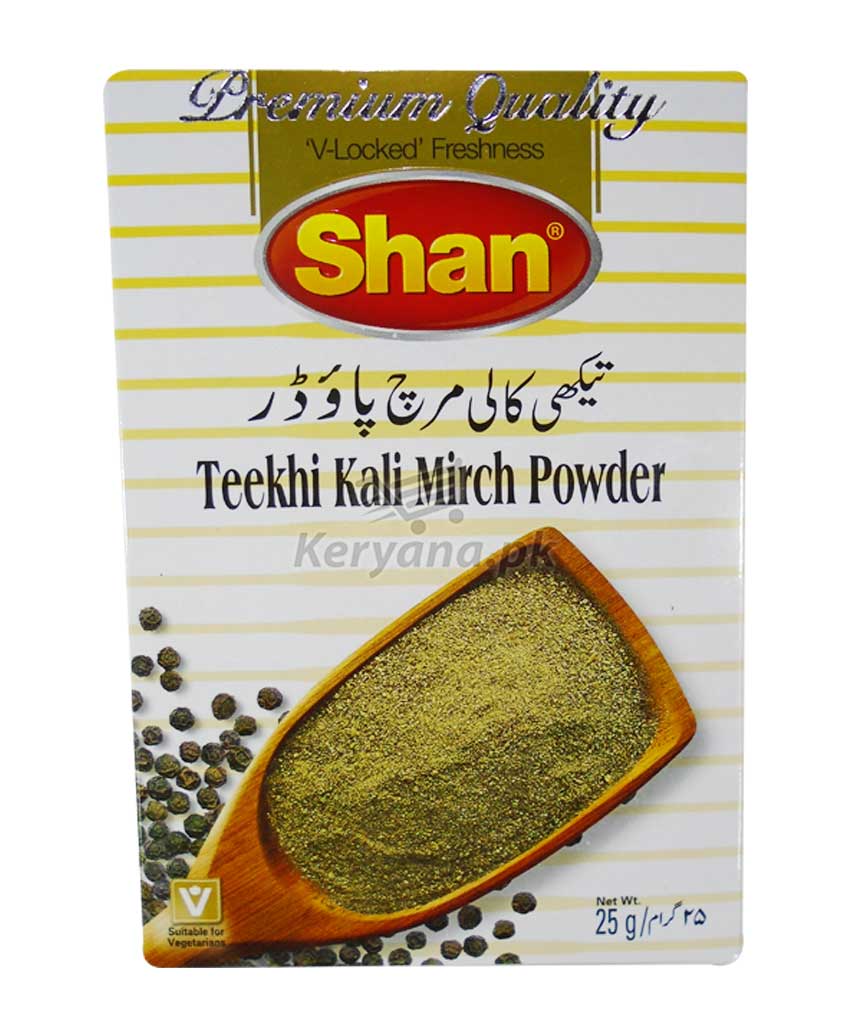 Premium Quality
'V-Locked' Freshness
Shan®
تیکھی کالی مرچ پاؤڈر
Teekhi Kali Mirch Powder
Keryana.pk
V
Suitable for
Vegetarians
Net Wt.
25 g/۲۵ گرام